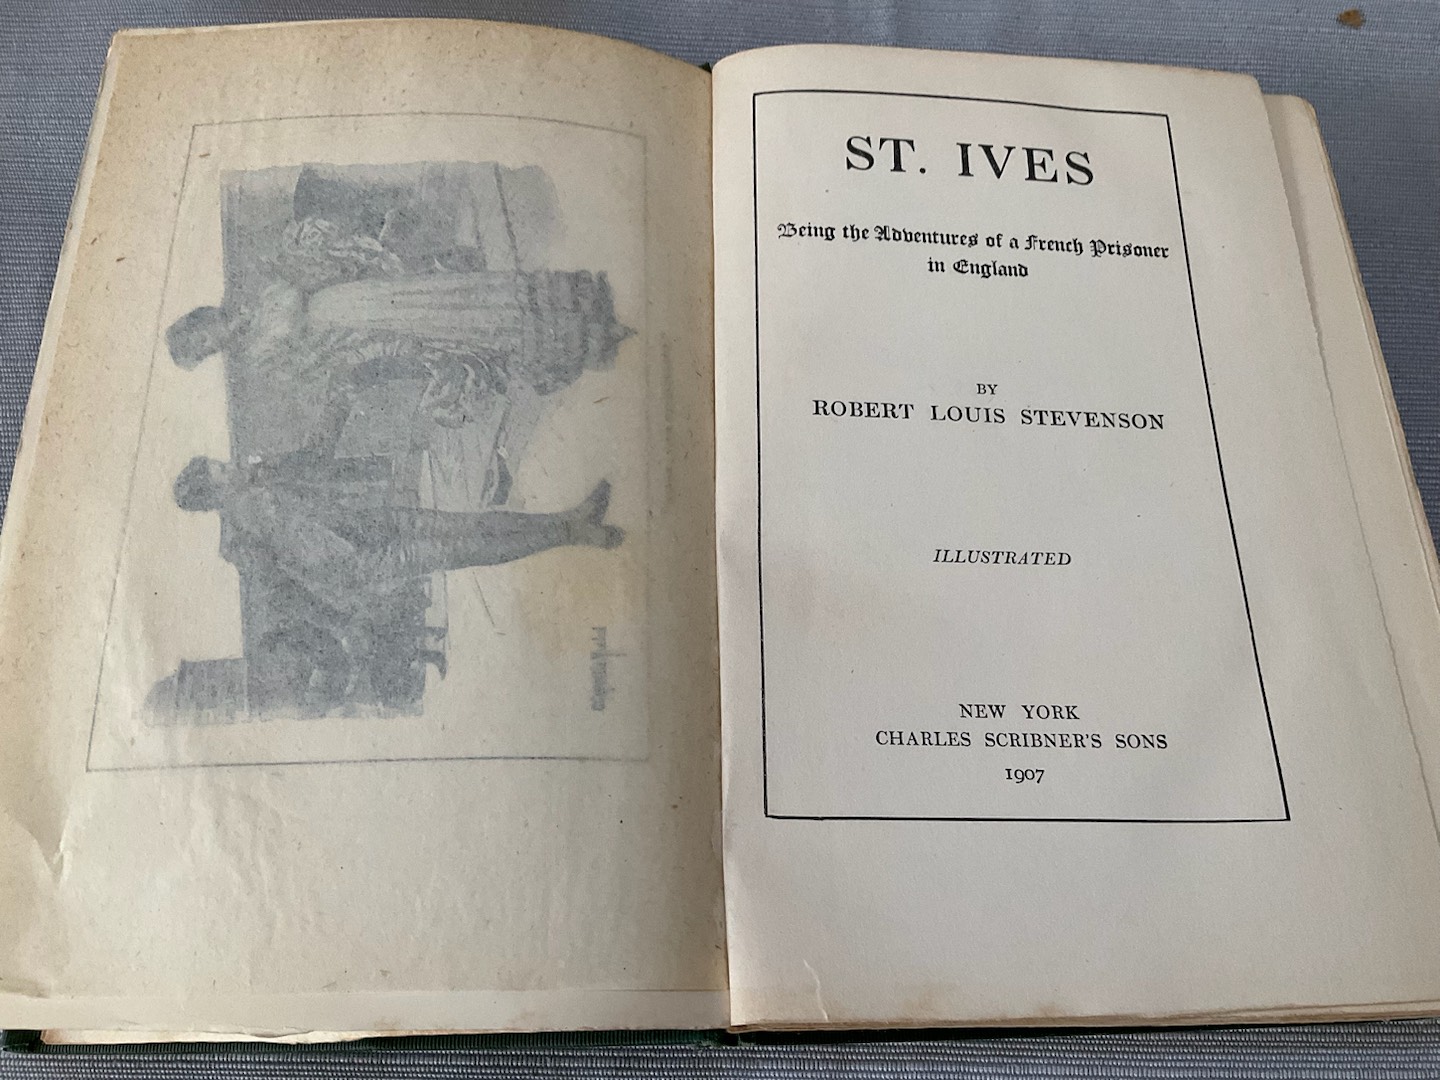 ST. IVES
Being the Adventures of a French Prisoner
in England
BY
ROBERT LOUIS STEVENSON
ILLUSTRATED
NEW YORK
CHARLES SCRIBNER'S SONS
1907